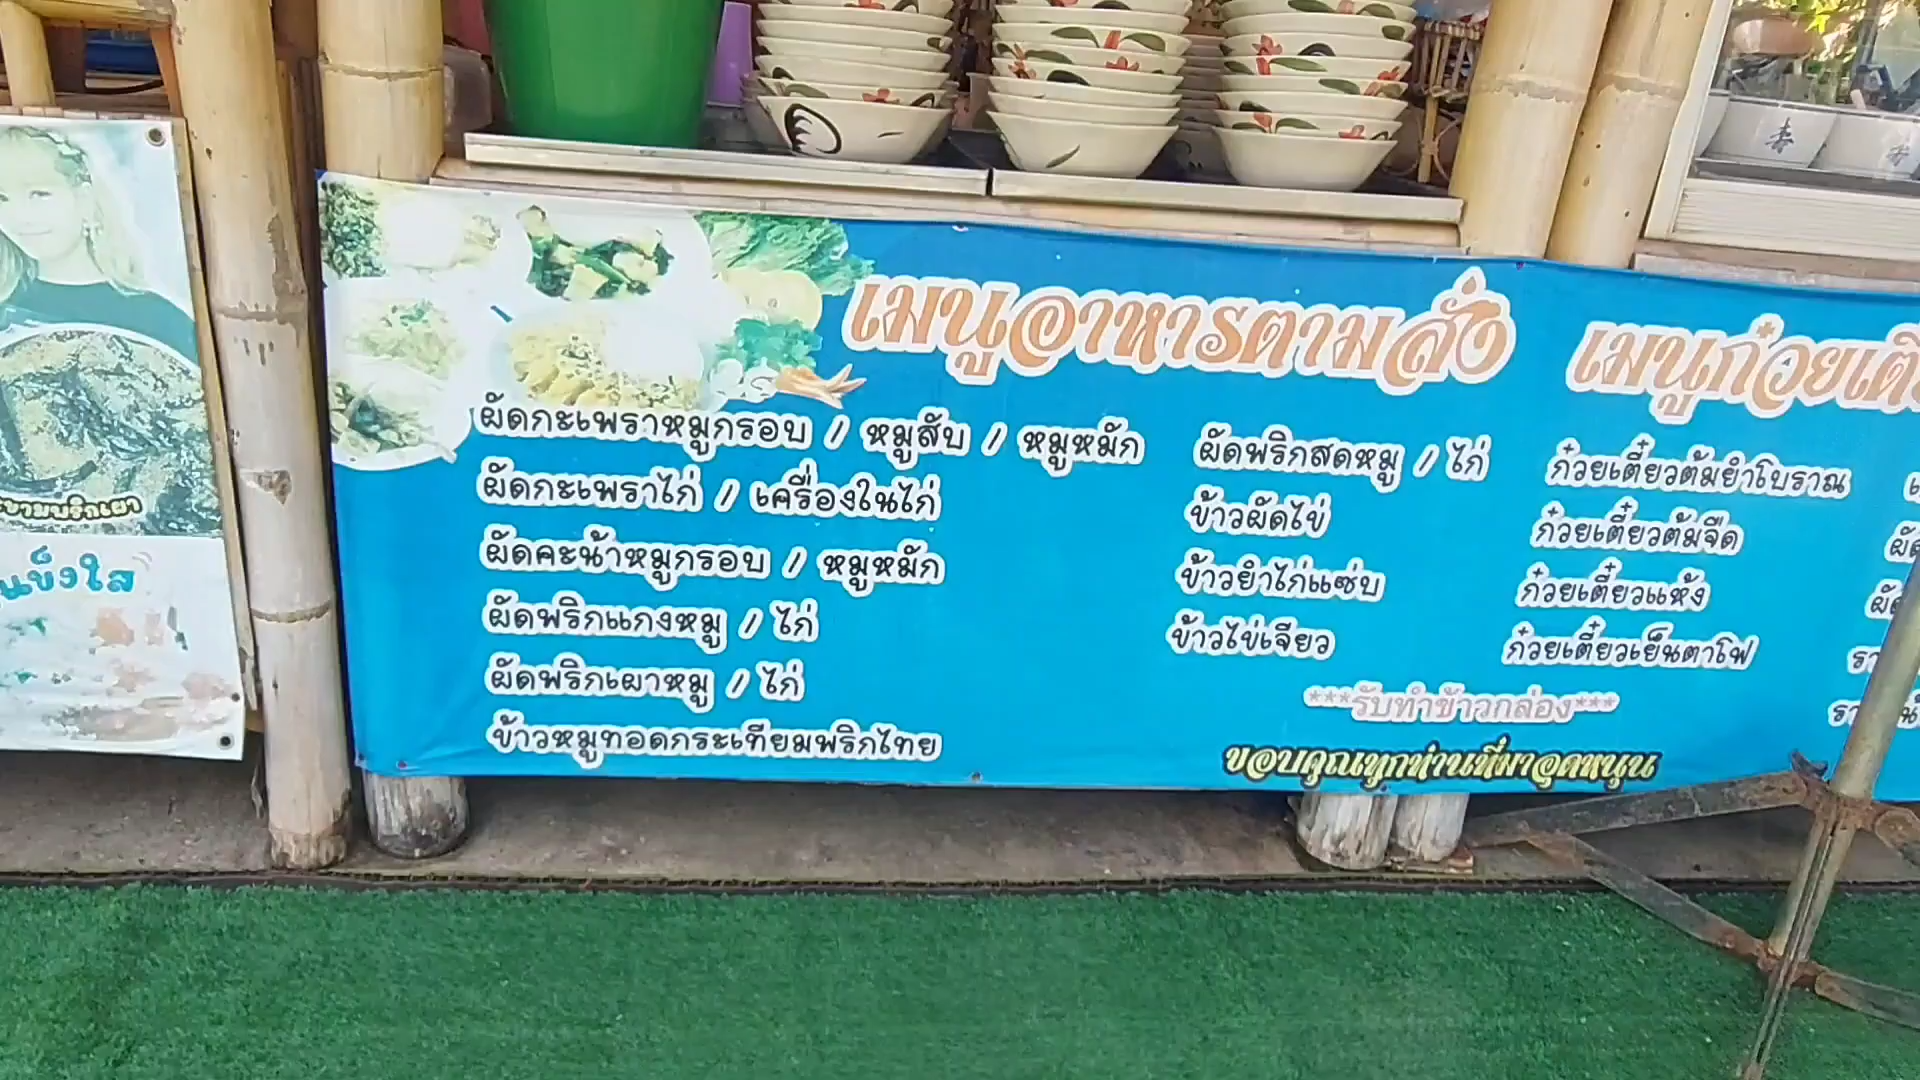 เมนูอาหารตามสั่ง
ผัดกะเพราหมูกรอบ / หมูสับ / หมูหมัก
ผัดกะเพราไก่ / เครื่องในไก่
ผัดคะน้าหมูกรอบ / หมูหมัก
ผัดพริกแกงหมู / ไก่
ผัดพริกเผาหมู / ไก่
ข้าวหมูทอดกระเทียมพริกไทย
ผัดพริกสดหมู / ไก่
ข้าวผัดไข่
ข้าวยำไก่แซ่บ
ข้าวไข่เจียว
เมนูก๋วยเตี
ก๋วยเตี๋ยวต้มยำโบราณ
ก๋วยเตี๋ยวต้มจืด
ก๋วยเตี๋ยวแห้ง
ก๋วยเตี๋ยวเย็นตาโฟ
***รับทำข้าวกล่อง***
ขอบคุณทุกท่านที่มาอุดหนุน